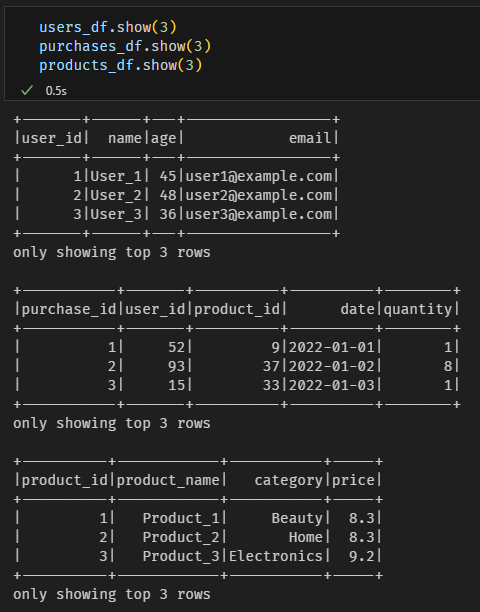 users_df.show(3)
purchases_df.show(3)
products_df.show(3)
✓ 0.5s
+-------+------+---+-----------------+
|user_id|  name|age|            email|
+-------+------+---+-----------------+
|      1|User_1| 45|user1@example.com|
|      2|User_2| 48|user2@example.com|
|      3|User_3| 36|user3@example.com|
+-------+------+---+-----------------+
only showing top 3 rows
+-----------+-------+----------+----------+--------+
|purchase_id|user_id|product_id|      date|quantity|
+-----------+-------+----------+----------+--------+
|          1|     52|         9|2022-01-01|       1|
|          2|     93|        37|2022-01-02|       8|
|          3|     15|        33|2022-01-03|       1|
+-----------+-------+----------+----------+--------+
only showing top 3 rows
+----------+------------+-----------+-----+
|product_id|product_name|   category|price|
+----------+------------+-----------+-----+
|         1|   Product_1|     Beauty|  8.3|
|         2|   Product_2|       Home|  8.3|
|         3|   Product_3|Electronics|  9.2|
+----------+------------+-----------+-----+
only showing top 3 rows